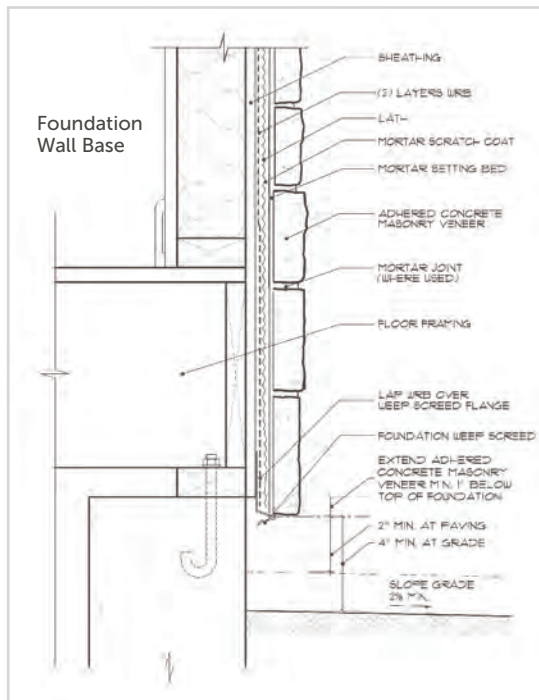 Foundation
Wall Base
SHEATHING
(2) LAYERS WRB
LATH
MORTAR SCRATCH COAT
MORTAR SETTING BED
ADHERED CONCRETE
MASONRY VENEER
MORTAR JOINT
(WHERE USED)
FLOOR FRAMING
LAP WRB OVER
WEEP SCREED FLANGE
FOUNDATION WEEP SCREED
EXTEND ADHERED
CONCRETE MASONRY
VENEER MIN. 1" BELOW
TOP OF FOUNDATION
2" MIN. AT PAVING
4" MIN. AT GRADE
SLOPE GRADE
2% MIN.